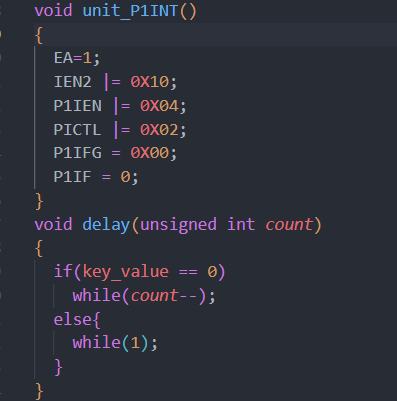 void unit_P1INT()
{
EA=1;
IEN2 |= 0X10;
P1IEN |= 0X04;
PICTL |= 0X02;
P1IFG = 0X00;
P1IF = 0;
}
void delay(unsigned int count)
{
if(key_value == 0)
while(count--);
else{
while(1);
}
}